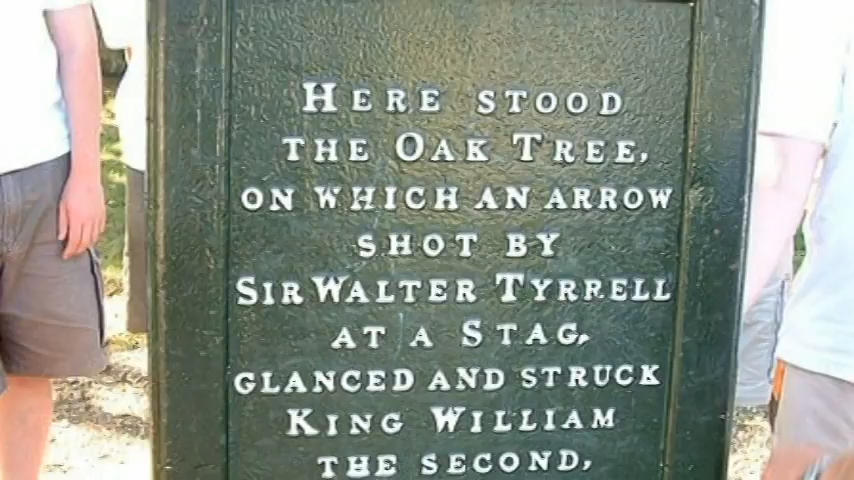 HERE STOOD
THE OAK TREE,
ON WHICH AN ARROW
SHOT BY
SIR WALTER TYRRELL
AT A STAG,
GLANCED AND STRUCK
KING WILLIAM
THE SECOND,